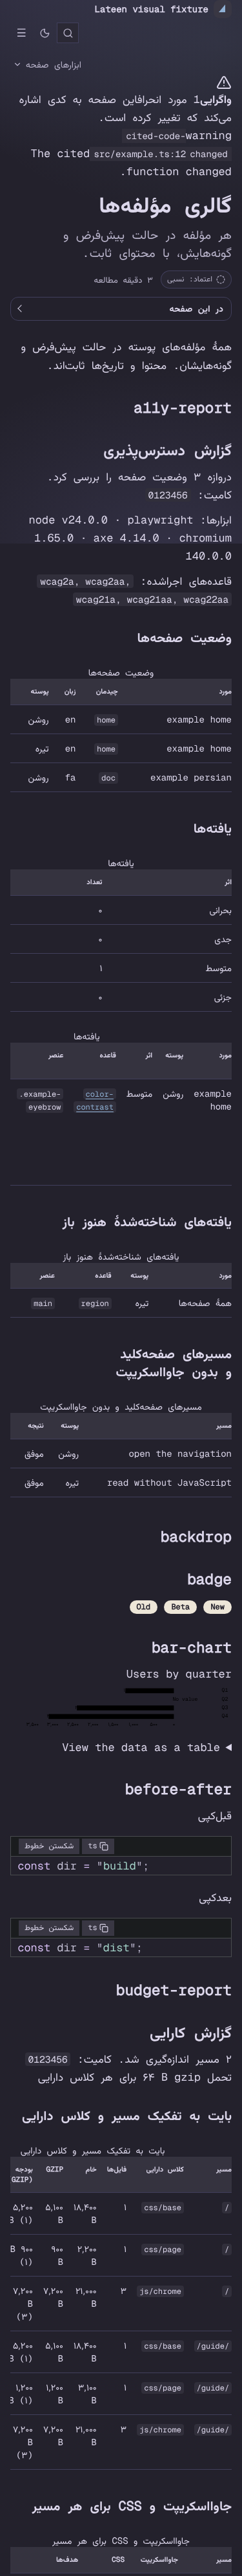 Lateen visual fixture
ابزارهای صفحه
واگرایی1 مورد انحرافاین صفحه به کدی اشاره
می‌کند که تغییر کرده است.
cited-code-warning
The cited src/example.ts:12 changed
function changed.
گالری مؤلفه‌ها
هر مؤلفه در حالت پیش‌فرض و
گونه‌هایش، با محتوای ثابت.
اعتماد: نسبی
۳ دقیقه مطالعه
در این صفحه
همهٔ مؤلفه‌های پوسته در حالت پیش‌فرض و
گونه‌هایشان. محتوا و تاریخ‌ها ثابت‌اند.
a11y-report
گزارش دسترس‌پذیری
دروازه ۳ وضعیت صفحه را بررسی کرد.
کامیت: 0123456
ابزارها: node v24.0.0 · playwright
1.65.0 · axe 4.14.0 · chromium
140.0.0
قاعده‌های اجراشده: wcag2a, wcag2aa,
wcag21a, wcag21aa, wcag22aa
وضعیت صفحه‌ها
وضعیت صفحه‌ها
مورد چیدمان زبان پوسته
example home home en روشن
example home home en تیره
example persian doc fa روشن
یافته‌ها
یافته‌ها
اثر تعداد
بحرانی ۰
جدی ۰
متوسط ۱
جزئی ۰
یافته‌ها
مورد پوسته اثر قاعده عنصر
example home روشن متوسط color-contrast .example-eyebrow
یافته‌های شناخته‌شدهٔ هنوز باز
یافته‌های شناخته‌شدهٔ هنوز باز
مورد پوسته قاعده عنصر
همهٔ صفحه‌ها تیره region main
مسیرهای صفحه‌کلید
و بدون جاوااسکریپت
مسیرهای صفحه‌کلید و بدون جاوااسکریپت
مسیر پوسته نتیجه
open the navigation روشن موفق
read without JavaScript تیره موفق
backdrop
badge
New Beta Old
bar-chart
Users by quarter
View the data as a table
before-after
قبل‌کپی
ts شکستن خطوط
const dir = "build";
بعدکپی
ts شکستن خطوط
const dir = "dist";
budget-report
گزارش کارایی
۲ مسیر اندازه‌گیری شد. کامیت: 0123456
تحمل ۶۴ B gzip برای هر کلاس دارایی
بایت به تفکیک مسیر و کلاس دارایی
بایت به تفکیک مسیر و کلاس دارایی
مسیر کلاس دارایی فایل‌ها خام GZIP بودجه (GZIP)
/ css/base ۱ ۱۸٬۴۰۰ B ۵٬۱۰۰ B ۵٬۲۰۰ B (۱)
/ css/page ۱ ۲٬۲۰۰ B ۹۰۰ B ۹۰۰ B (۱)
/ js/chrome ۳ ۲۱٬۰۰۰ B ۷٬۲۰۰ B ۷٬۲۰۰ B (۳)
/guide/ css/base ۱ ۱۸٬۴۰۰ B ۵٬۱۰۰ B ۵٬۲۰۰ B (۱)
/guide/ css/page ۱ ۳٬۱۰۰ B ۱٬۲۰۰ B ۱٬۲۰۰ B (۱)
/guide/ js/chrome ۳ ۲۱٬۰۰۰ B ۷٬۲۰۰ B ۷٬۲۰۰ B (۳)
جاوااسکریپت و CSS برای هر مسیر
جاوااسکریپت و CSS برای هر مسیر
مسیر جاوااسکریپت CSS هدف‌ها